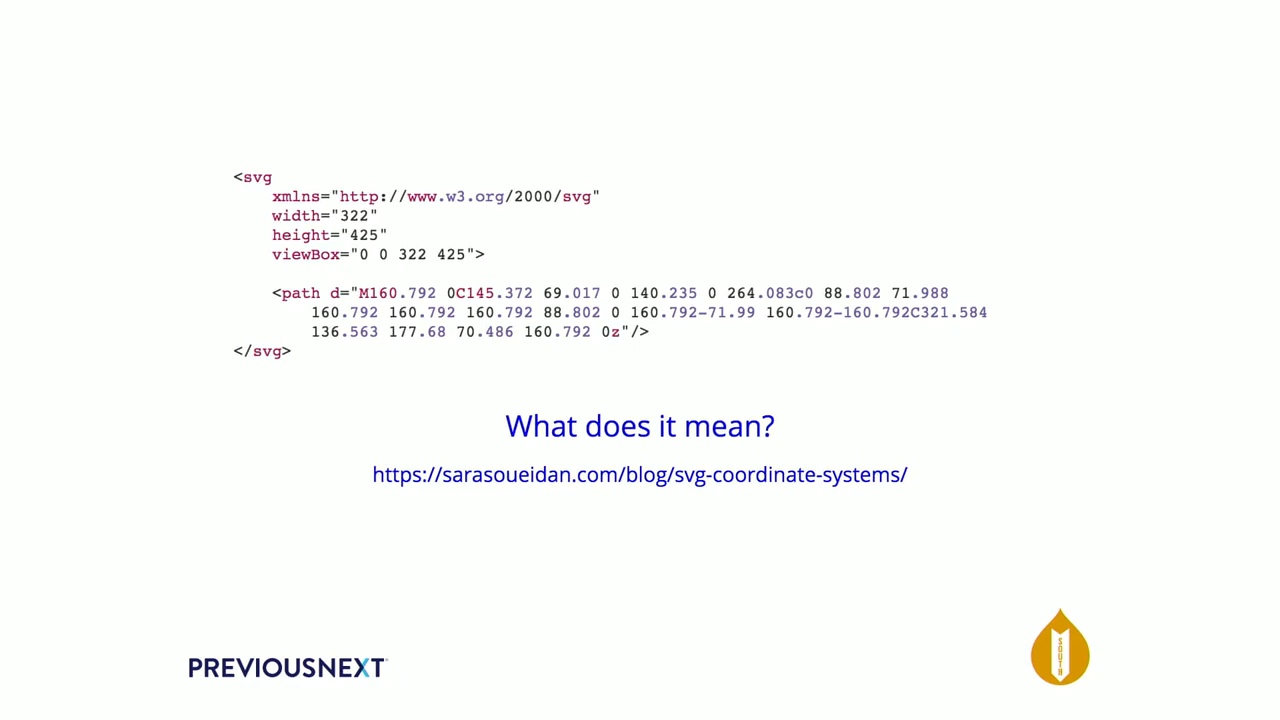 <svg
xmlns="http://www.w3.org/2000/svg"
width="322"
height="425"
viewBox="0 0 322 425">
<path d="M160.792 0C145.372 69.017 0 140.235 0 264.083c0 88.802 71.988
160.792 160.792 160.792 88.802 0 160.792-71.99 160.792-160.792C321.584
136.563 177.68 70.486 160.792 0z"/>
</svg>
What does it mean?
https://sarasoueidan.com/blog/svg-coordinate-systems/
PREVIOUSNEXT
SOUTH